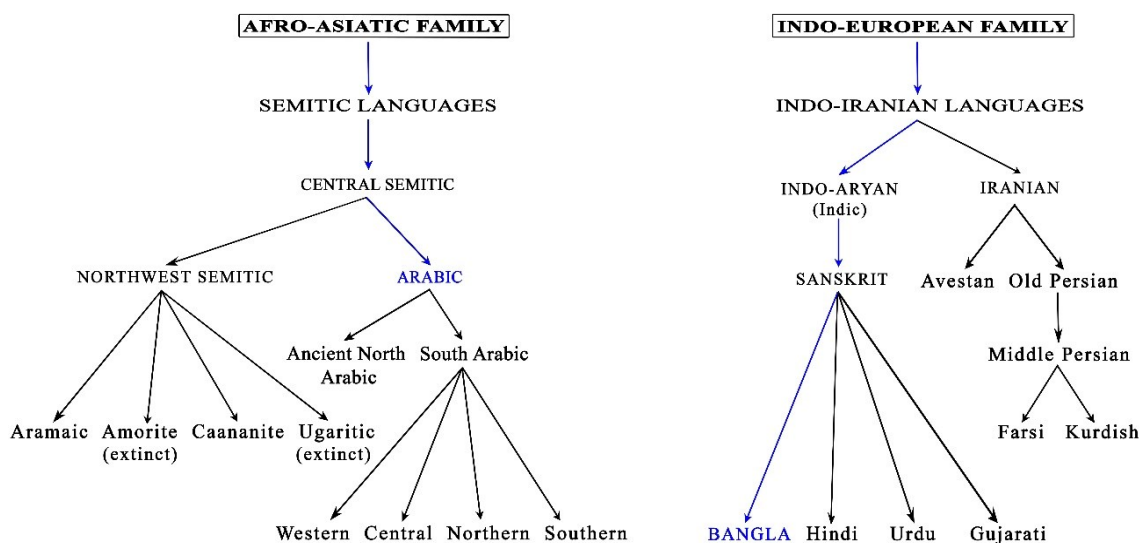 AFRO-ASIATIC FAMILY
SEMITIC LANGUAGES
CENTRAL SEMITIC
NORTHWEST SEMITIC
ARABIC
Ancient North
Arabic
South Arabic
Aramaic
Amorite
(extinct)
Caananite
Ugaritic
(extinct)
Western
Central
Northern
Southern
INDO-EUROPEAN FAMILY
INDO-IRANIAN LANGUAGES
INDO-ARYAN
(Indic)
IRANIAN
SANSKRIT
Avestan
Old Persian
Middle Persian
Farsi
Kurdish
BANGLA
Hindi
Urdu
Gujarati